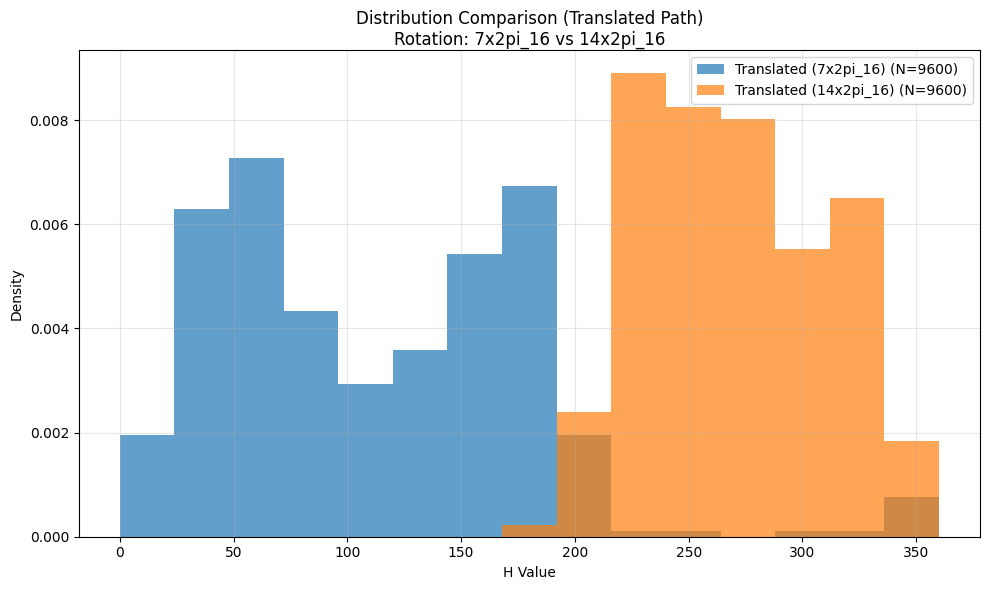 Distribution Comparison (Translated Path)
Rotation: 7x2pi_16 vs 14x2pi_16
Translated (7x2pi_16) (N=9600)
Translated (14x2pi_16) (N=9600)
Density
0.008
0.006
0.004
0.002
0.000
0 50 100 150 200 250 300 350
H Value